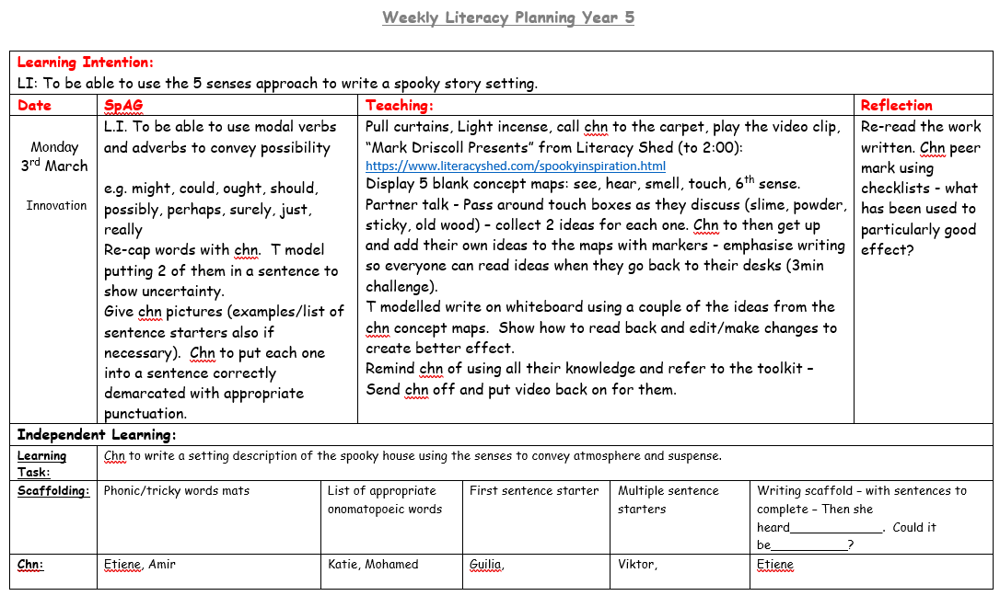 Weekly Literacy Planning Year 5
Learning Intention:
LI: To be able to use the 5 senses approach to write a spooky story setting.
Date
SpAG
Teaching:
Reflection
Monday
3rd March
Innovation
L.I. To be able to use modal verbs
and adverbs to convey possibility
e.g. might, could, ought, should,
possibly, perhaps, surely, just,
really
Re-cap words with chn.  T model
putting 2 of them in a sentence to
show uncertainty.
Give chn pictures (examples/list of
sentence starters also if
necessary).  Chn to put each one
into a sentence correctly
demarcated with appropriate
punctuation.
Pull curtains, Light incense, call chn to the carpet, play the video clip,
“Mark Driscoll Presents” from Literacy Shed (to 2:00):
https://www.literacyshed.com/spookyinspiration.html
Display 5 blank concept maps: see, hear, smell, touch, 6th sense.
Partner talk - Pass around touch boxes as they discuss (slime, powder,
sticky, old wood) – collect 2 ideas for each one. Chn to then get up
and add their own ideas to the maps with markers - emphasise writing
so everyone can read ideas when they go back to their desks (3min
challenge).
T modelled write on whiteboard using a couple of the ideas from the
chn concept maps.  Show how to read back and edit/make changes to
create better effect.
Remind chn of using all their knowledge and refer to the toolkit –
Send chn off and put video back on for them.
Re-read the work
written. Chn peer
mark using
checklists - what
has been used to
particularly good
effect?
Independent Learning:
Learning
Task:
Chn to write a setting description of the spooky house using the senses to convey atmosphere and suspense.
Scaffolding:
Phonic/tricky words mats
List of appropriate
onomatopoeic words
First sentence starter
Multiple sentence
starters
Writing scaffold – with sentences to
complete – Then she
heard____________.  Could it
be__________?
Chn:
Etiene, Amir
Katie, Mohamed
Guilia,
Viktor,
Etiene